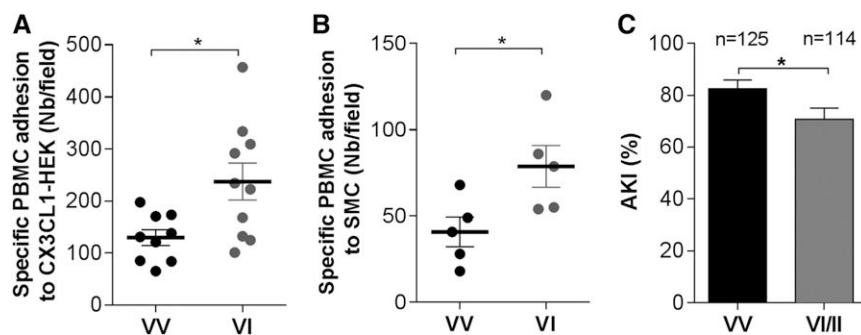 A
Specific PBMC adhesion
to CX3CL1-HEK (Nb/field)
500
400
300
200
100
0
*
VV
VI
B
Specific PBMC adhesion
to SMC (Nb/field)
150
100
50
0
*
VV
VI
C
AKI (%)
100
80
60
40
20
0
n=125
n=114
*
VV
VI/II